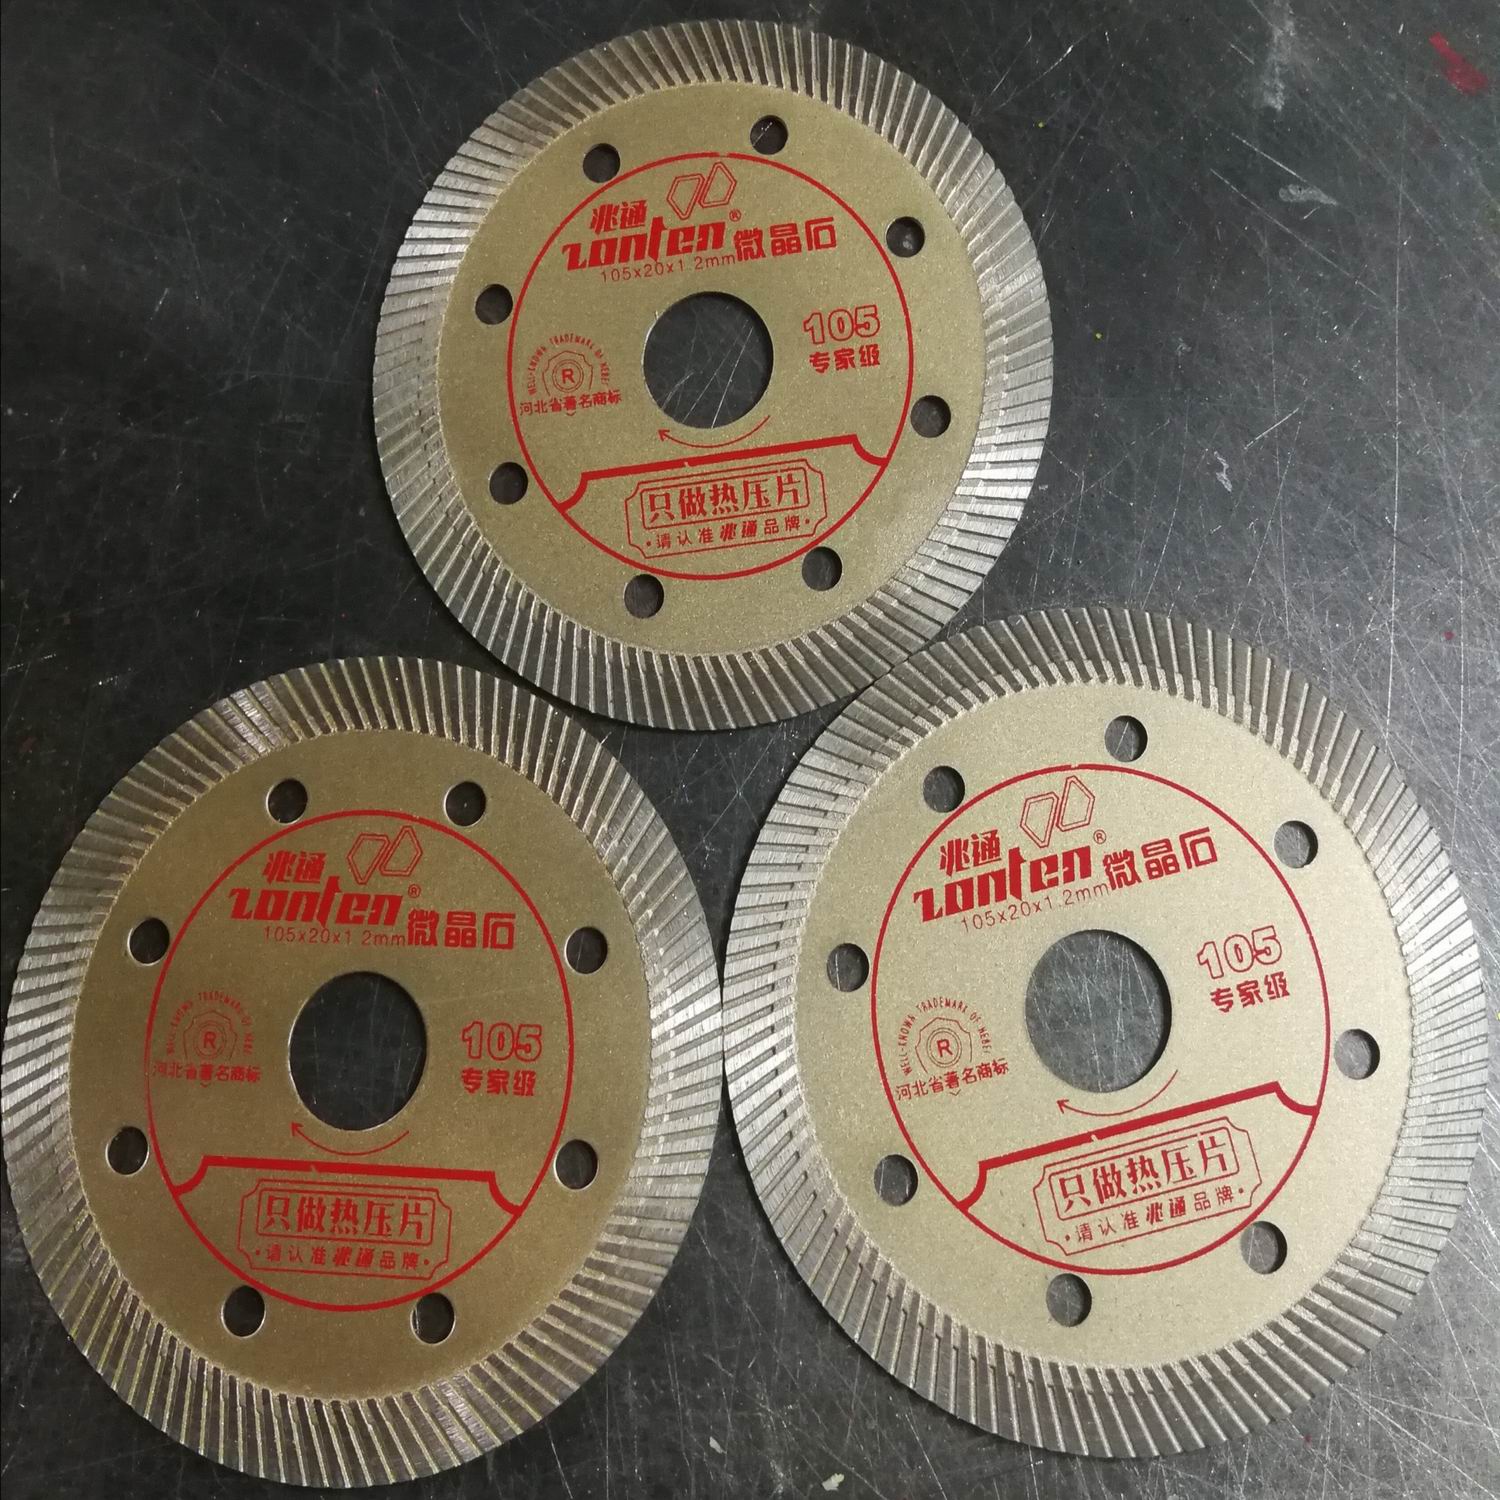 兆通
zonten® 微晶石
105x20x1.2mm
105
专家级
WELL-KNOWN TRADEMARK OF HEBEI
R
河北省著名商标
只做热压片
·请认准兆通品牌·
兆通
zonten® 微晶石
105x20x1.2mm
105
专家级
WELL-KNOWN TRADEMARK OF HEBEI
R
河北省著名商标
只做热压片
·请认准兆通品牌·
兆通
zonten® 微晶石
105x20x1.2mm
105
专家级
WELL-KNOWN TRADEMARK OF HEBEI
R
河北省著名商标
只做热压片
·请认准兆通品牌·